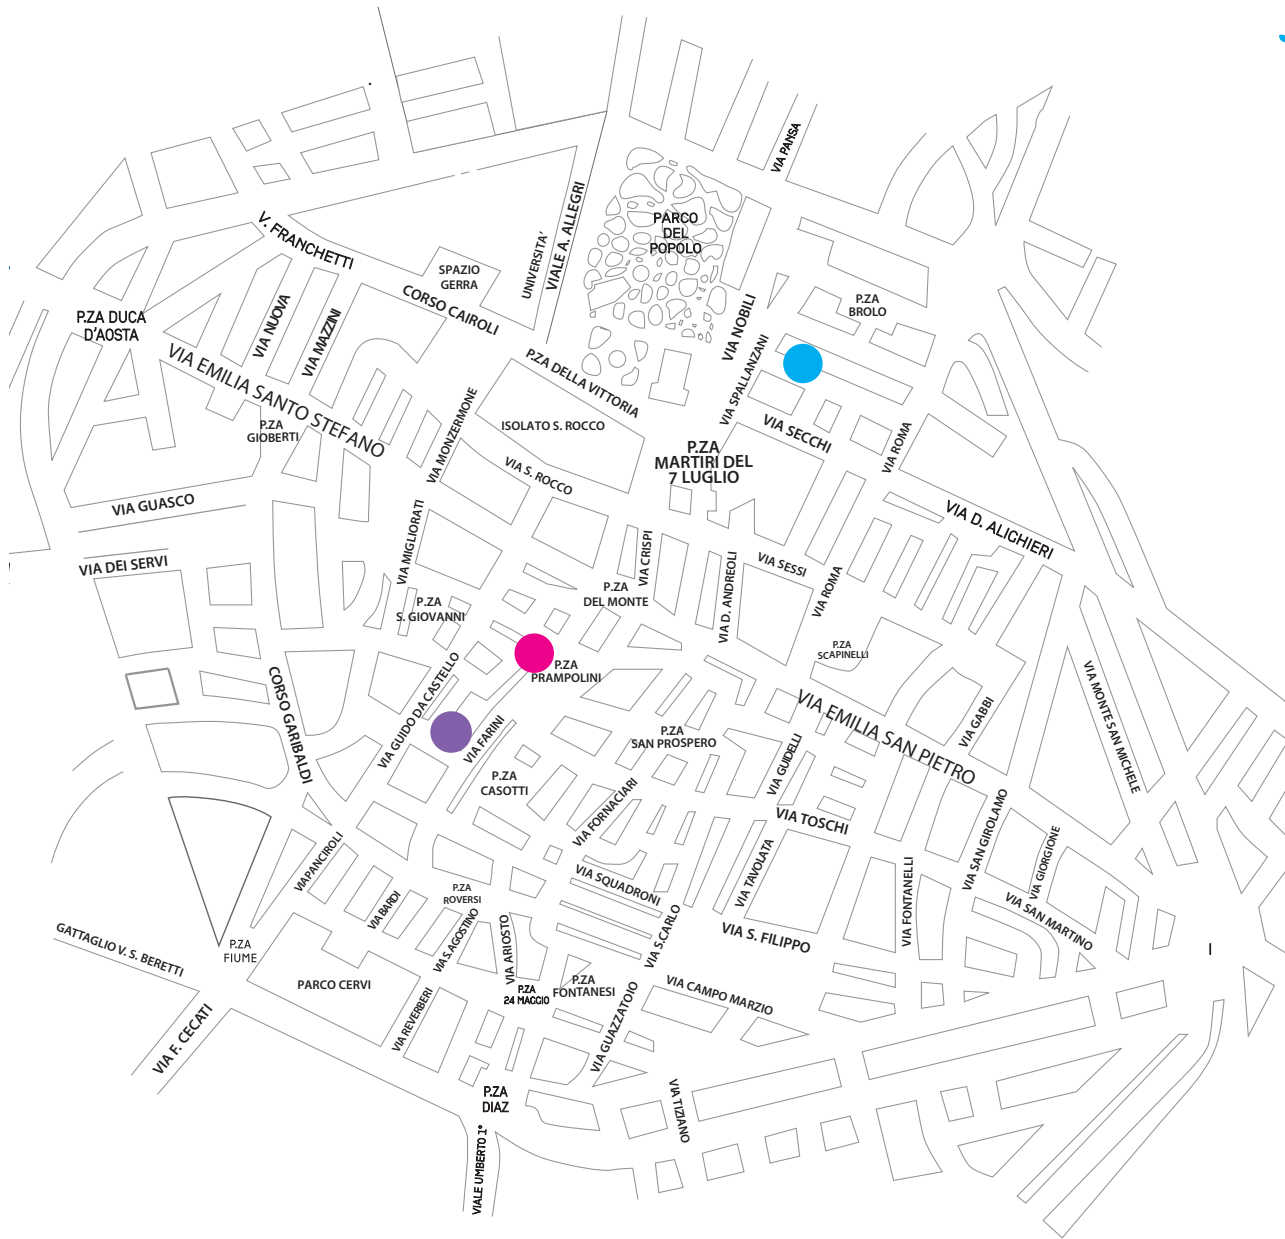 VIA PANSA
PARCO
DEL
POPOLO
VIALE A. ALLEGRI
UNIVERSITA'
V. FRANCHETTI
SPAZIO
GERRA
CORSO CAIROLI
P.ZA
BROLO
VIA NOBILI
VIA SPALLANZANI
P.ZA DUCA
D'AOSTA
VIA NUOVA
VIA MAZZINI
VIA EMILIA SANTO STEFANO
P.ZA DELLA VITTORIA
ISOLATO S. ROCCO
VIA MONZERMONE
P.ZA
GIOBERTI
VIA SECCHI
VIA ROMA
P.ZA
MARTIRI DEL
7 LUGLIO
VIA S. ROCCO
VIA GUASCO
VIA D. ALIGHIERI
VIA MIGLIORATI
VIA CRISPI
VIA DEI SERVI
VIA SESSI
VIA ROMA
VIA D. ANDREOLI
P.ZA
DEL MONTE
P.ZA
S. GIOVANNI
P.ZA
SCAPINELLI
P.ZA
PRAMPOLINI
VIA GUIDO DA CASTELLO
CORSO GARIBALDI
VIA FARINI
VIA MONTE SAN MICHELE
VIA EMILIA SAN PIETRO
VIA GABBI
P.ZA
SAN PROSPERO
VIA GUIDELLI
P.ZA
CASOTTI
VIA FORNACIARI
VIA TOSCHI
VIA SAN GIROLAMO
VIA GIORGIONE
VIA PANCIROLI
VIA TAVOLATA
VIA SQUADRONI
P.ZA
ROVERSI
VIA BARDI
VIA FONTANELLI
VIA SAN MARTINO
VIA S. FILIPPO
VIA S.CARLO
VIA S.AGOSTINO
VIA ARIOSTO
GATTAGLIO V. S. BERETTI
P.ZA
FIUME
PARCO CERVI
P.ZA
24 MAGGIO
P.ZA
FONTANESI
VIA CAMPO MARZIO
VIA REVERBERI
VIA GUAZZATOIO
VIA F. CECATI
P.ZA
DIAZ
VIA TIZIANO
VIALE UMBERTO 1°
I